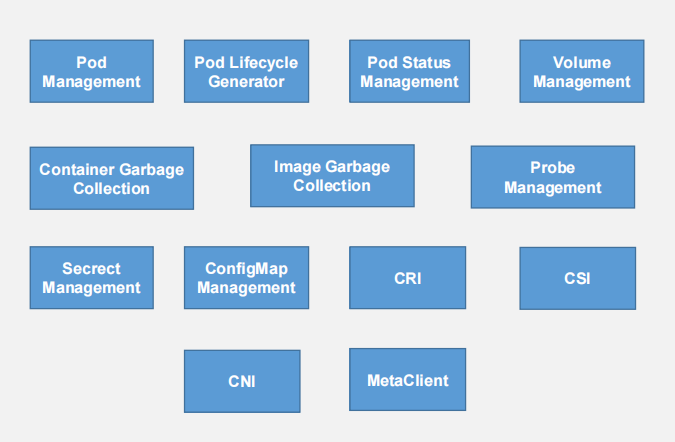 Pod
Management
Pod Lifecycle
Generator
Pod Status
Management
Volume
Management
Container Garbage
Collection
Image Garbage
Collection
Probe
Management
Secrect
Management
ConfigMap
Management
CRI
CSI
CNI
MetaClient